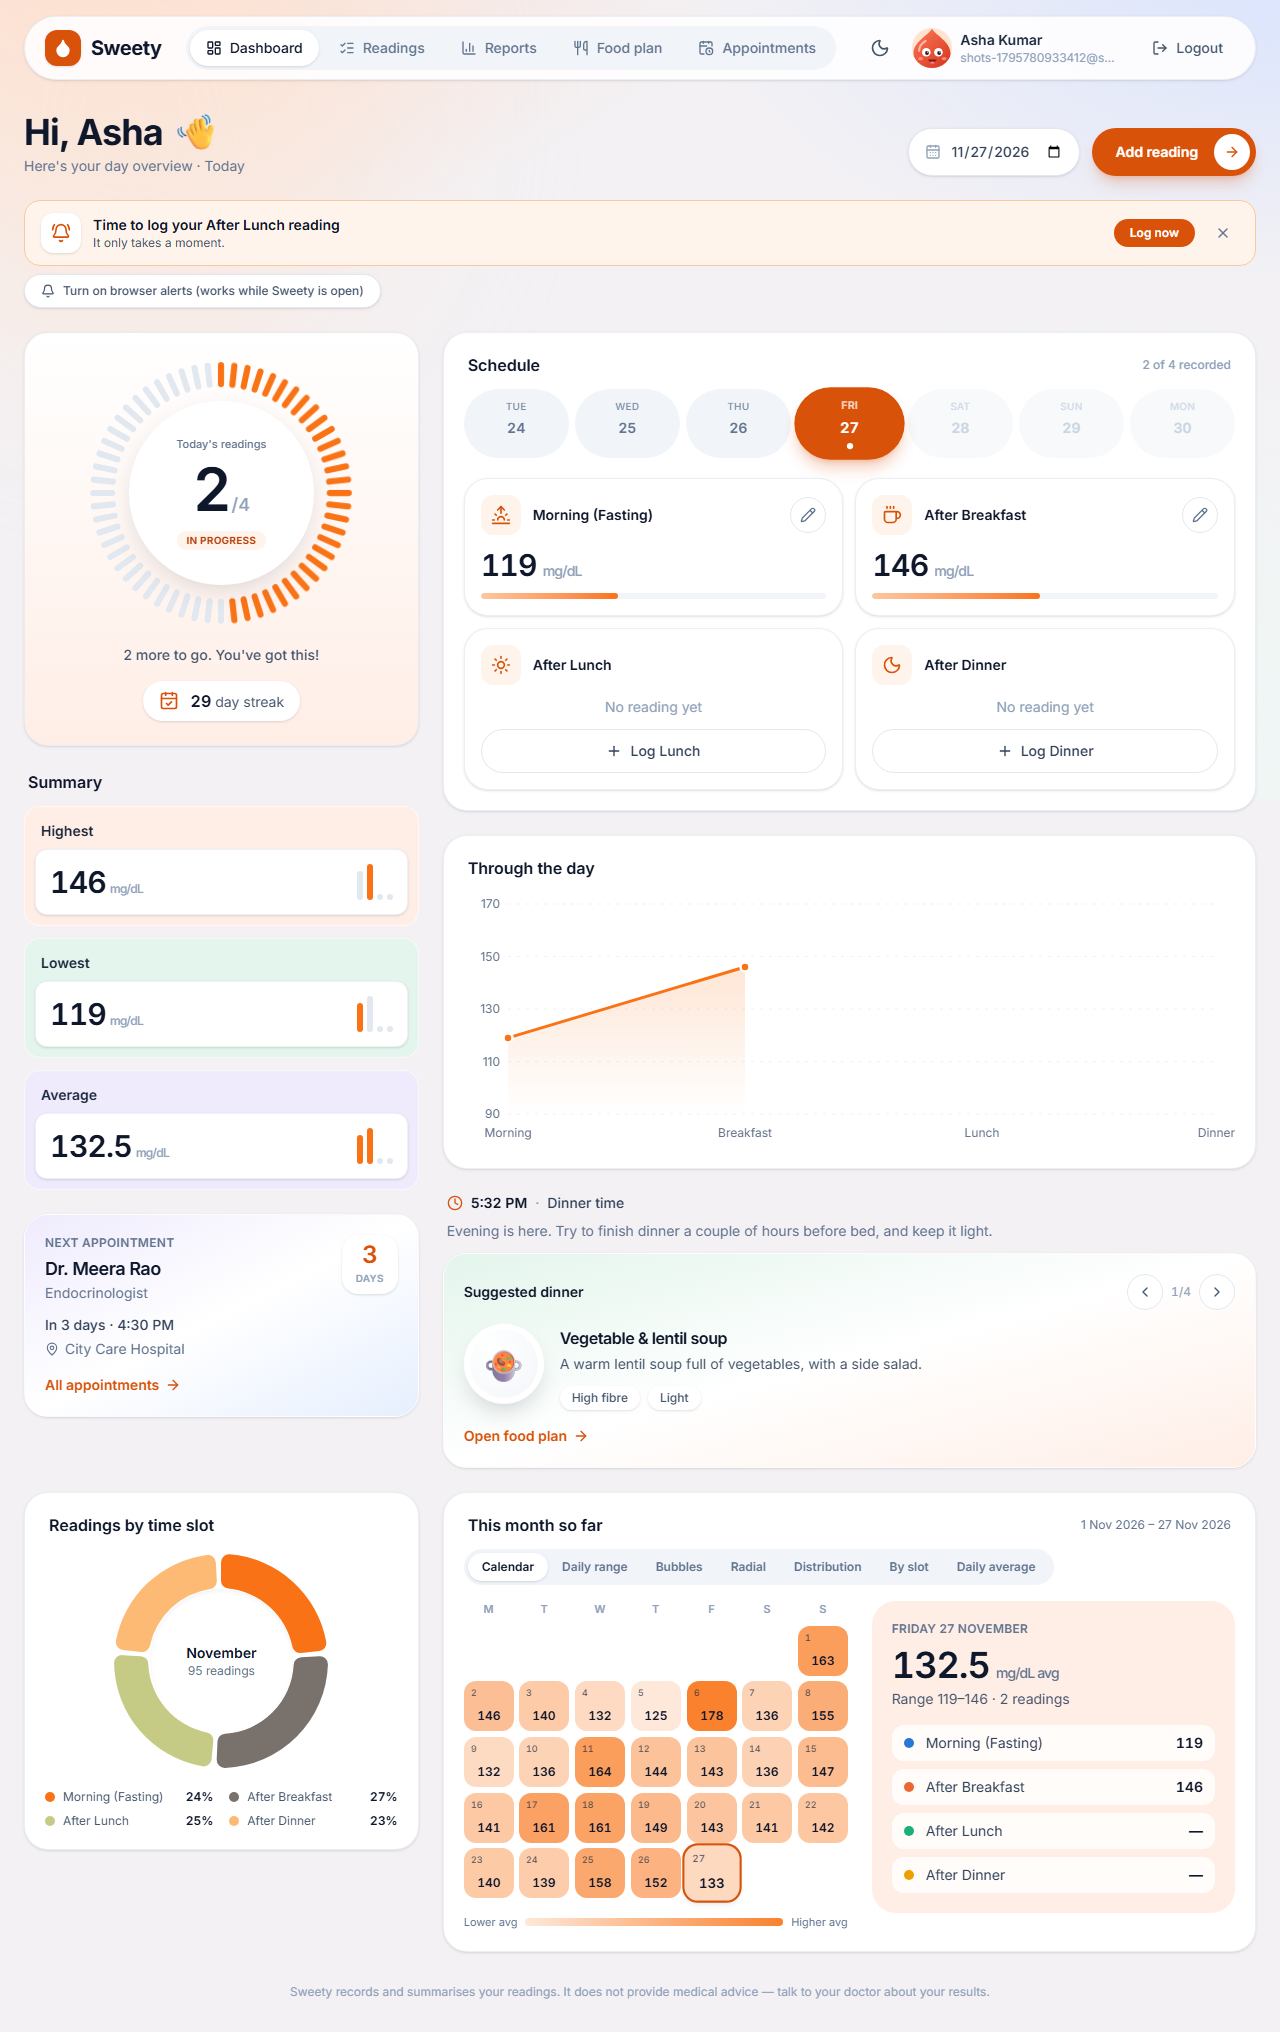 Sweety
Dashboard
Readings
Reports
Food plan
Appointments
Asha Kumar
shots-1795780933412@s...
Logout
Hi, Asha 👋
Here's your day overview · Today
11/27/2026
Add reading
Time to log your After Lunch reading
It only takes a moment.
Log now
Turn on browser alerts (works while Sweety is open)
Today's readings
2/4
IN PROGRESS
2 more to go. You've got this!
29 day streak
Schedule
2 of 4 recorded
TUE
24
WED
25
THU
26
FRI
27
SAT
28
SUN
29
MON
30
Morning (Fasting)
119 mg/dL
After Breakfast
146 mg/dL
After Lunch
No reading yet
Log Lunch
After Dinner
No reading yet
Log Dinner
Summary
Highest
146 mg/dL
Lowest
119 mg/dL
Average
132.5 mg/dL
Through the day
170
150
130
110
90
Morning
Breakfast
Lunch
Dinner
NEXT APPOINTMENT
Dr. Meera Rao
Endocrinologist
3
DAYS
In 3 days · 4:30 PM
City Care Hospital
All appointments
5:32 PM · Dinner time
Evening is here. Try to finish dinner a couple of hours before bed, and keep it light.
Suggested dinner
1/4
Vegetable & lentil soup
A warm lentil soup full of vegetables, with a side salad.
High fibre
Light
Open food plan
Readings by time slot
November
95 readings
Morning (Fasting) 24%
After Breakfast 27%
After Lunch 25%
After Dinner 23%
This month so far
1 Nov 2026 – 27 Nov 2026
Calendar
Daily range
Bubbles
Radial
Distribution
By slot
Daily average
M T W T F S S
1
163
2 3 4 5 6 7 8
146 140 132 125 178 136 155
9 10 11 12 13 14 15
132 136 164 144 143 136 147
16 17 18 19 20 21 22
141 161 161 149 143 141 142
23 24 25 26 27
140 139 158 152 133
Lower avg
Higher avg
FRIDAY 27 NOVEMBER
132.5 mg/dL avg
Range 119–146 · 2 readings
Morning (Fasting) 119
After Breakfast 146
After Lunch —
After Dinner —
Sweety records and summarises your readings. It does not provide medical advice — talk to your doctor about your results.